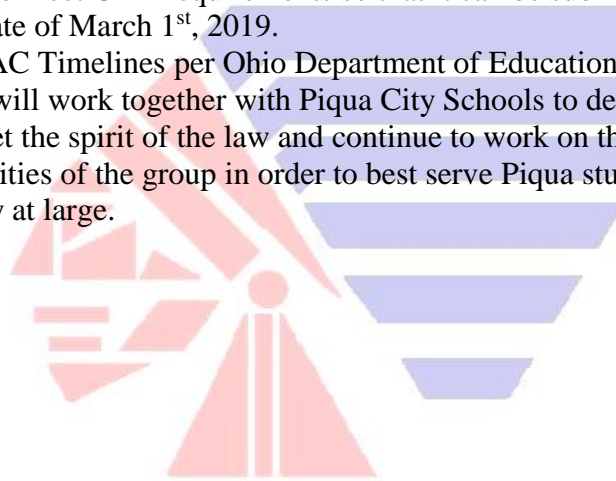 ate of March 1st, 2019.
AC Timelines per Ohio Department of Education
will work together with Piqua City Schools to de
et the spirit of the law and continue to work on th
ities of the group in order to best serve Piqua stu
y at large.